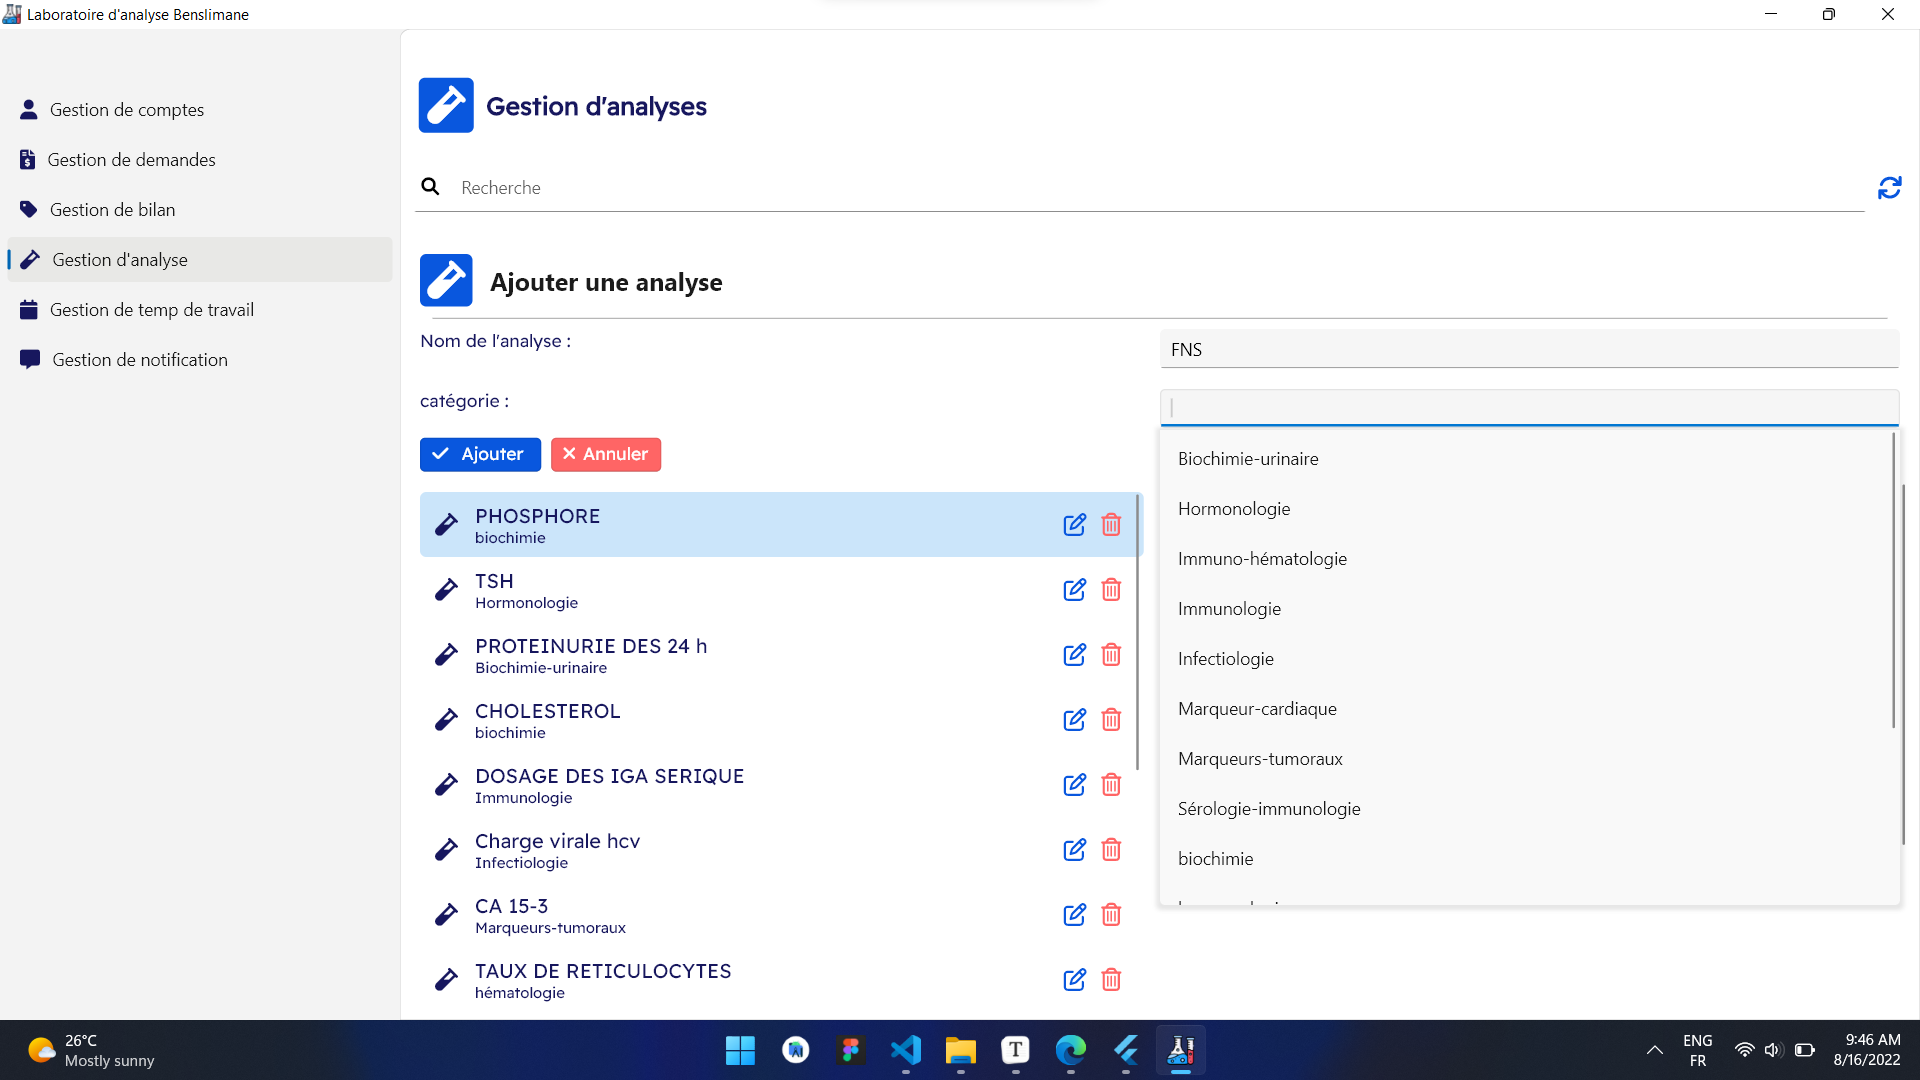 Laboratoire d'analyse Benslimane
Gestion de comptes
Gestion de demandes
Gestion de bilan
Gestion d'analyse
Gestion de temp de travail
Gestion de notification
Gestion d'analyses
Recherche
Ajouter une analyse
Nom de l'analyse :
FNS
catégorie :
Ajouter
Annuler
PHOSPHORE
biochimie
TSH
Hormonologie
PROTEINURIE DES 24 h
Biochimie-urinaire
CHOLESTEROL
biochimie
DOSAGE DES IGA SERIQUE
Immunologie
Charge virale hcv
Infectiologie
CA 15-3
Marqueurs-tumoraux
TAUX DE RETICULOCYTES
hématologie
Biochimie-urinaire
Hormonologie
Immuno-hématologie
Immunologie
Infectiologie
Marqueur-cardiaque
Marqueurs-tumoraux
Sérologie-immunologie
biochimie
26°C
Mostly sunny
T
ENG
FR
9:46 AM
8/16/2022